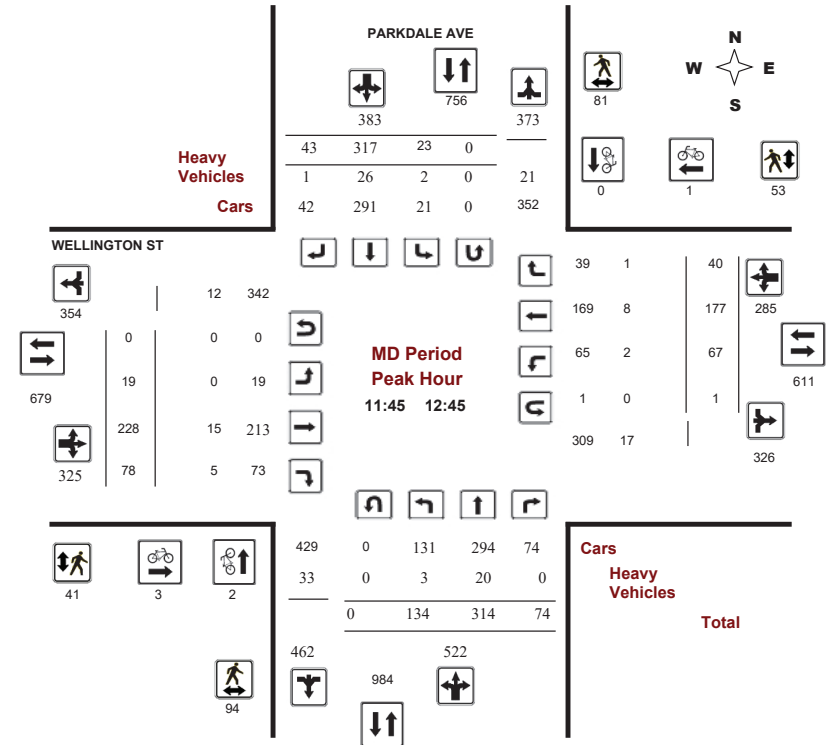 PARKDALE AVE
N
W E
S
756
81
383 373
43 317 23 0
Heavy
Vehicles
1 26 2 0 21
Cars
42 291 21 0 352
0 1 53
WELLINGTON ST
354
12 342
39 1 40
285
0 0 0
169 8 177
679
19 0 19
MD Period
Peak Hour
11:45 12:45
65 2 67
611
228 15 213
1 0 1
325
78 5 73
309 17
326
429 0 131 294 74
Cars
33 0 3 20 0
Heavy
Vehicles
41 3 2
0 134 314 74
Total
462 522
984
94